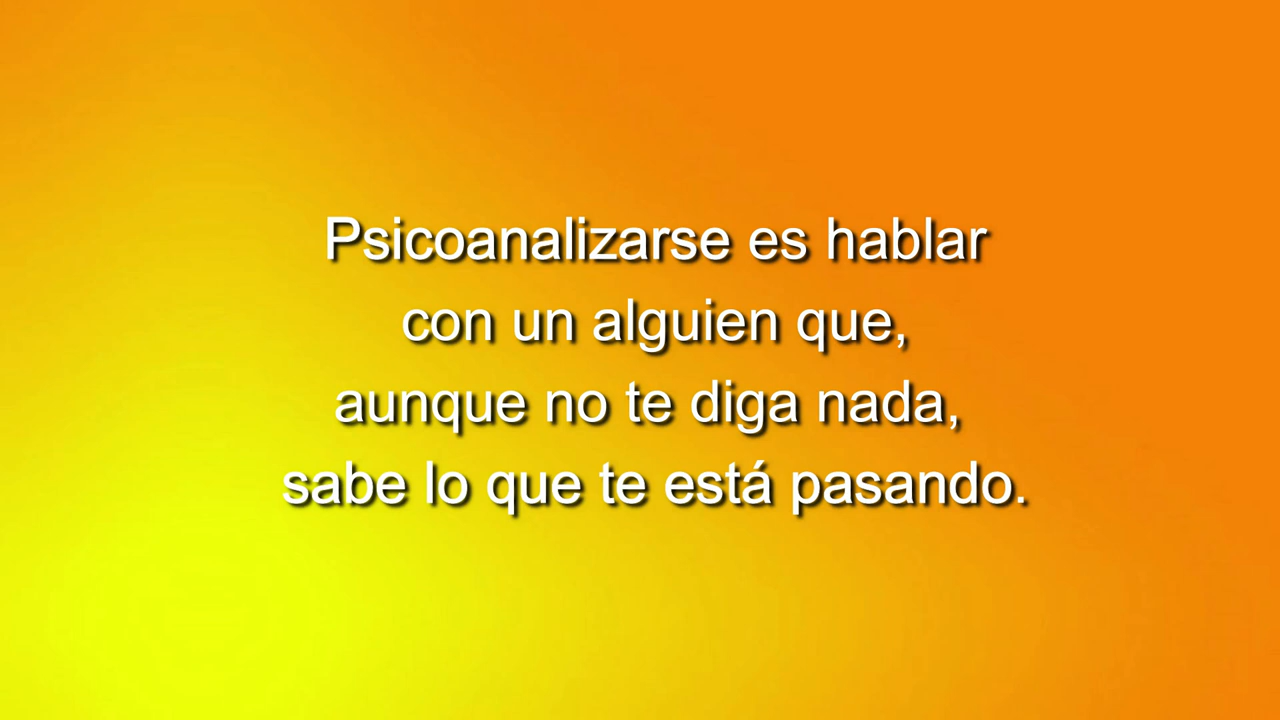 Psicoanalizarse es hablar
con un alguien que,
aunque no te diga nada,
sabe lo que te está pasando.